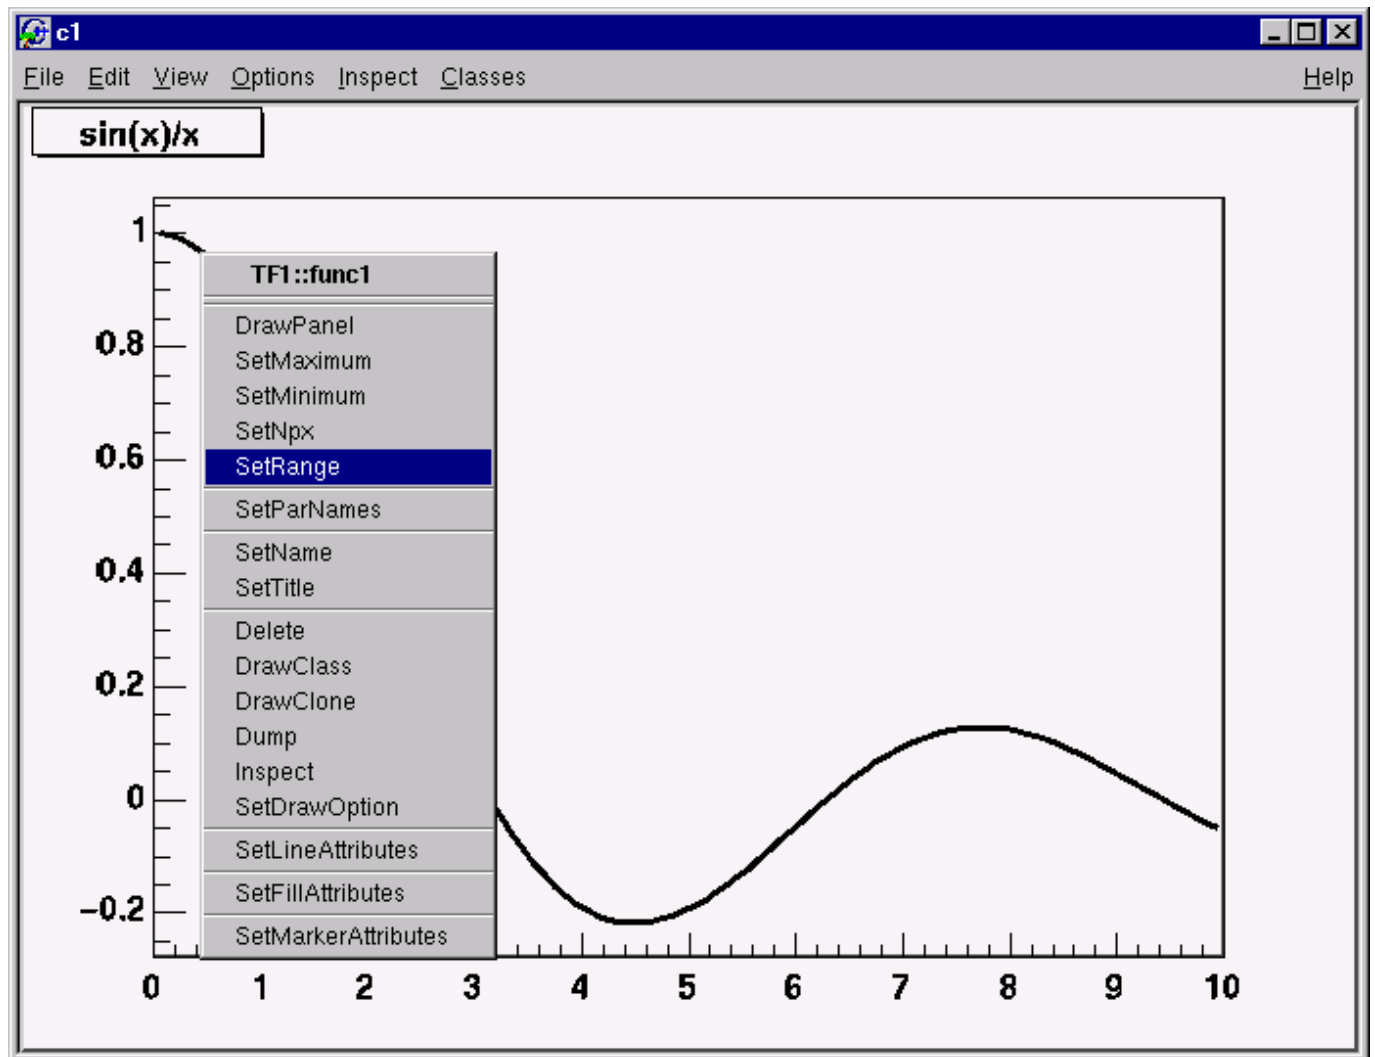 c1
File Edit View Options Inspect Classes Help
sin(x)/x
1
0.8
0.6
0.4
0.2
0
−0.2
TF1::func1
DrawPanel
SetMaximum
SetMinimum
SetNpx
SetRange
SetParNames
SetName
SetTitle
Delete
DrawClass
DrawClone
Dump
Inspect
SetDrawOption
SetLineAttributes
SetFillAttributes
SetMarkerAttributes
0 1 2 3 4 5 6 7 8 9 10